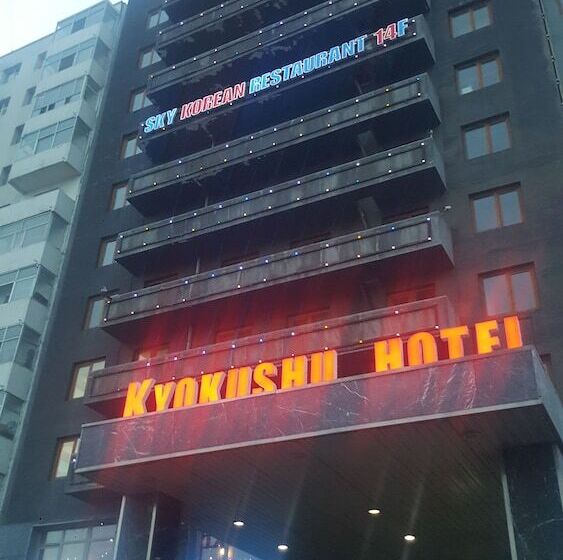 SKY KOREAN RESTAURANT 14F
KYOKUSHU HOTEL